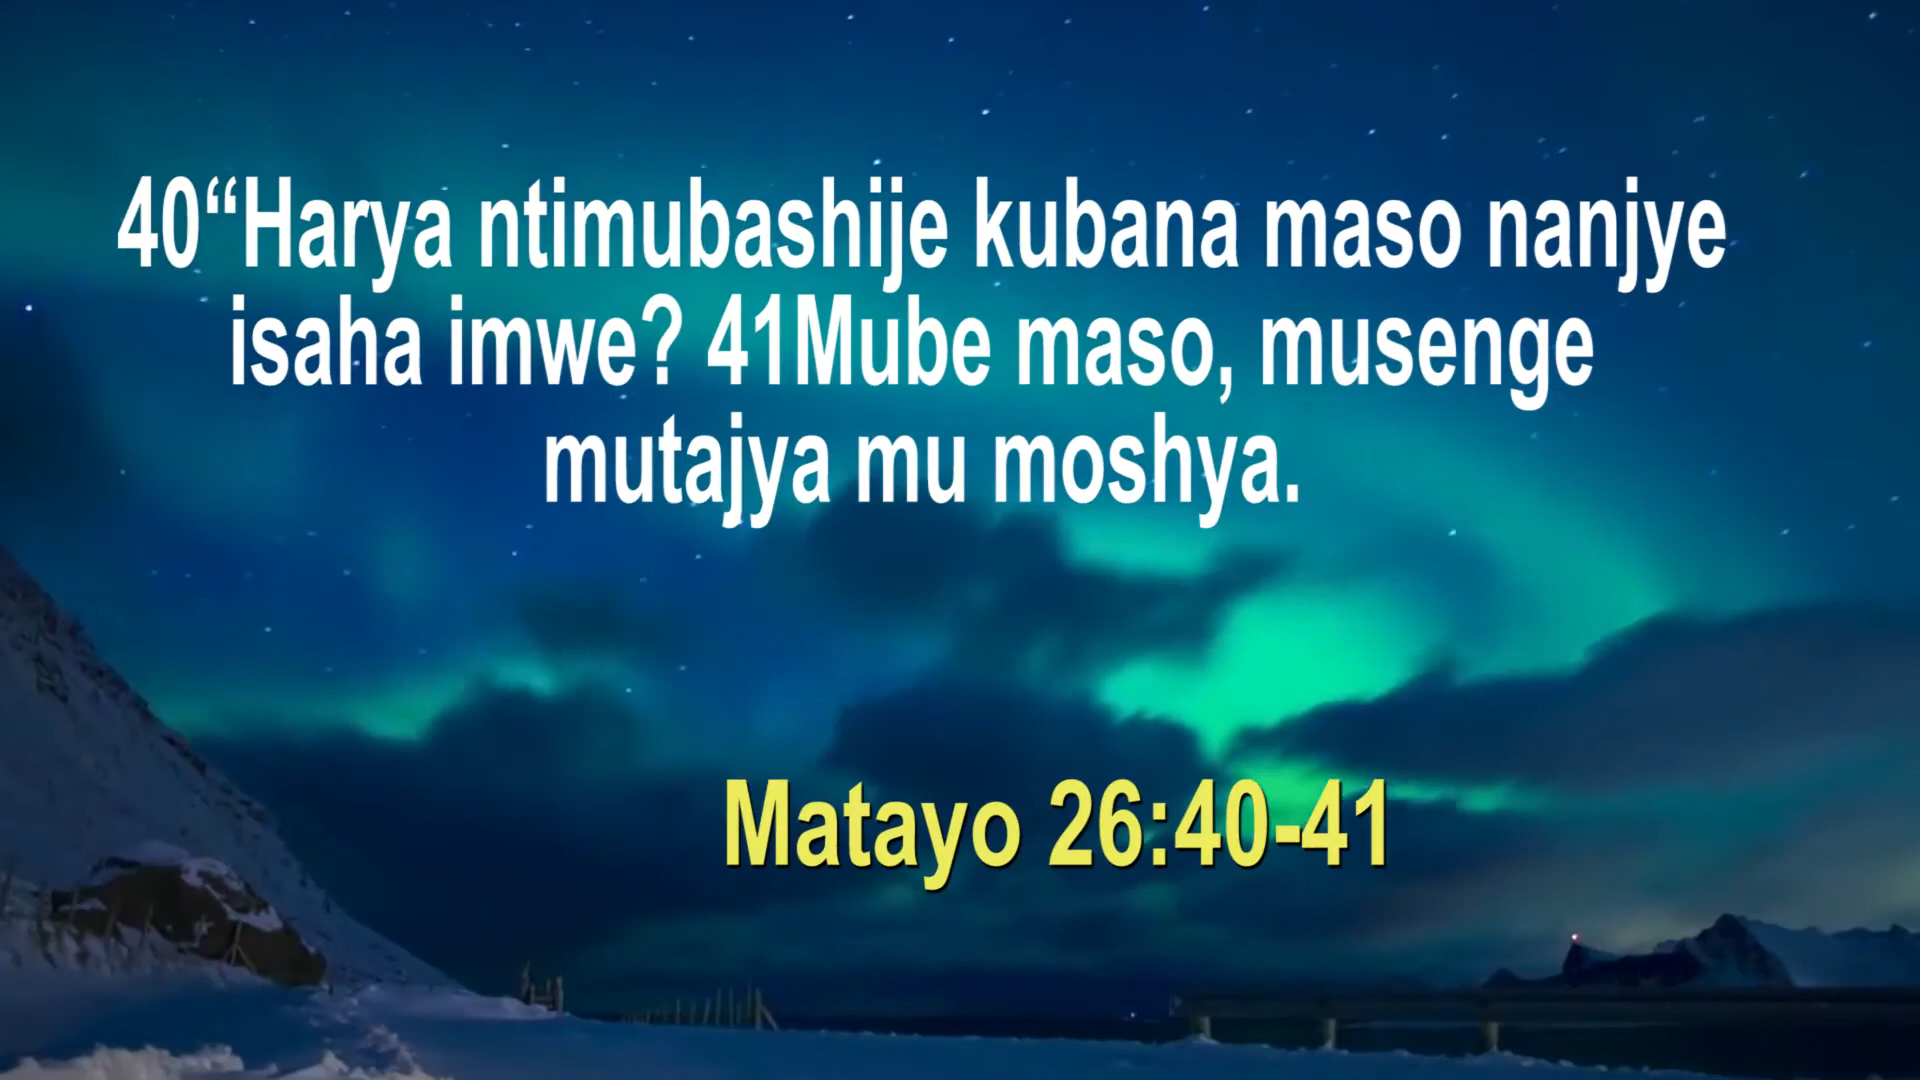 40“Harya ntimubashije kubana maso nanjye
isaha imwe? 41Mube maso, musenge
mutajya mu moshya.
Matayo 26:40-41